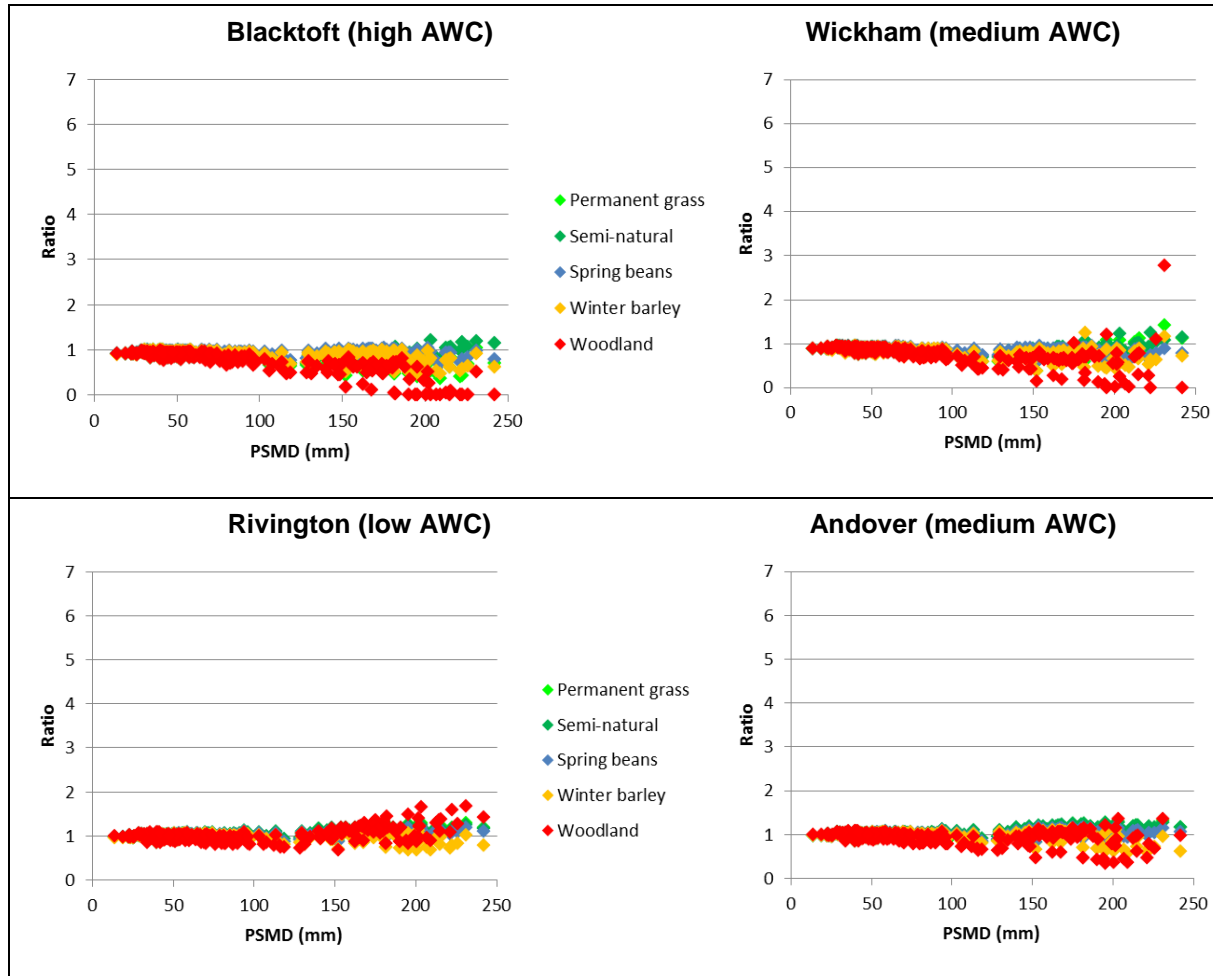 Blacktoft (high AWC)
7
6
5
4
3
2
1
0
Ratio
0 50 100 150 200 250
PSMD (mm)
Permanent grass
Semi-natural
Spring beans
Winter barley
Woodland
Wickham (medium AWC)
7
6
5
4
3
2
1
0
Ratio
0 50 100 150 200 250
PSMD (mm)
Rivington (low AWC)
7
6
5
4
3
2
1
0
Ratio
0 50 100 150 200 250
PSMD (mm)
Permanent grass
Semi-natural
Spring beans
Winter barley
Woodland
Andover (medium AWC)
7
6
5
4
3
2
1
0
Ratio
0 50 100 150 200 250
PSMD (mm)